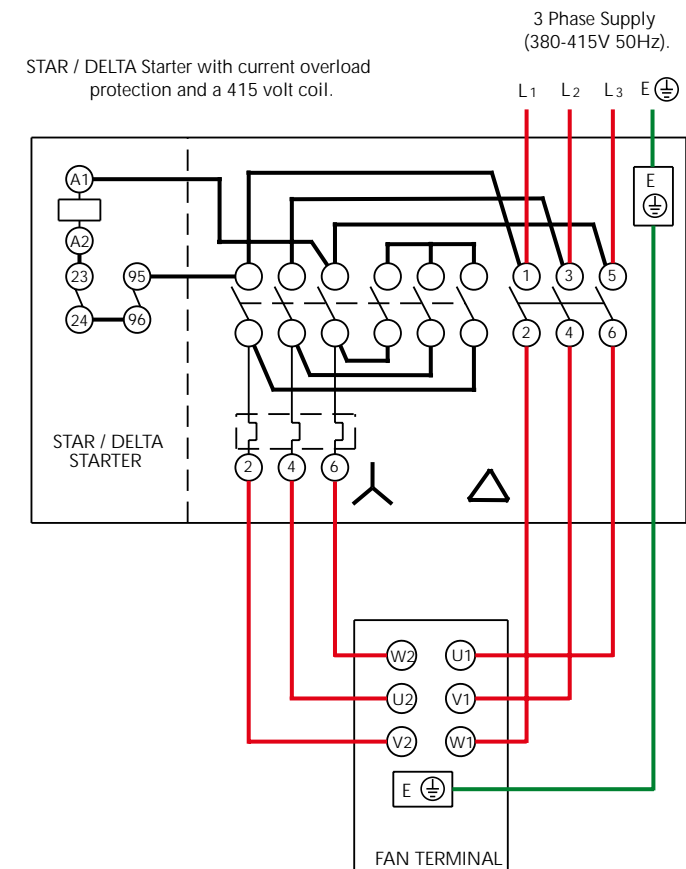 3 Phase Supply
(380-415V 50Hz).
STAR / DELTA Starter with current overload
protection and a 415 volt coil.
L1 L2 L3 E
A1
E
A2
23 95 1 3 5
24 96 2 4 6
STAR / DELTA
STARTER
2 4 6
W2 U1
U2 V1
V2 W1
E
FAN TERMINAL